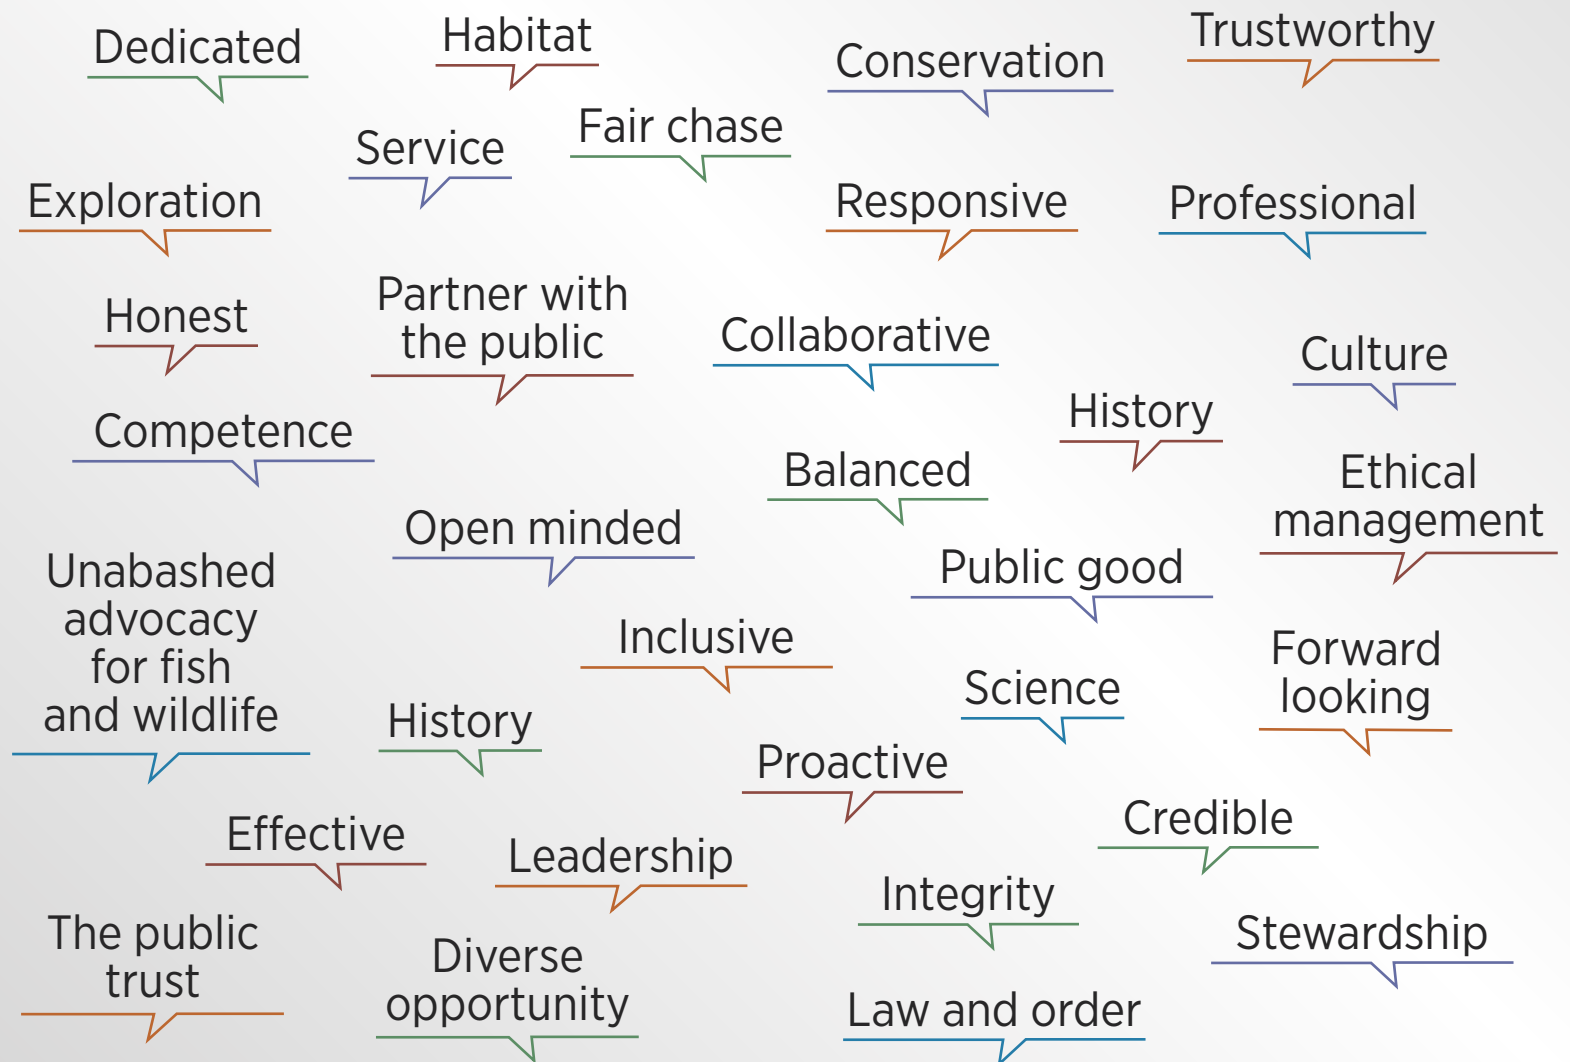 Dedicated
Habitat
Conservation
Trustworthy
Service
Fair chase
Exploration
Responsive
Professional
Honest
Partner with
the public
Collaborative
Culture
Competence
History
Balanced
Ethical
management
Open minded
Public good
Unabashed
advocacy
for fish
and wildlife
Inclusive
Science
Forward
looking
History
Proactive
Effective
Leadership
Credible
Integrity
The public
trust
Diverse
opportunity
Stewardship
Law and order